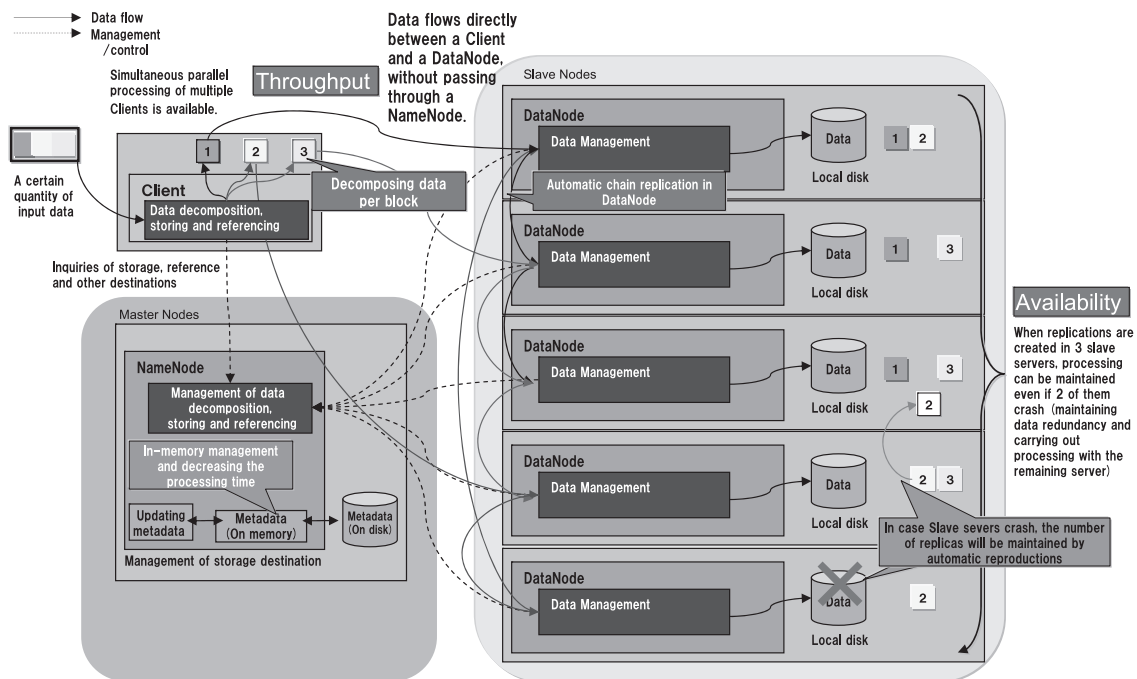 Data flow
Management
/control
Simultaneous parallel
processing of multiple
Clients is available.
Throughput
Data flows directly
between a Client
and a DataNode,
without passing
through a
NameNode.
A certain
quantity of
input data
1
2
3
Client
Data decomposition,
storing and referencing
Decomposing data
per block
Inquiries of storage, reference
and other destinations
Master Nodes
NameNode
Management of data
decomposition,
storing and referencing
In-memory management
and decreasing the
processing time
Updating
metadata
Metadata
(On memory)
Metadata
(On disk)
Management of storage destination
Slave Nodes
DataNode
Data Management
Data
Local disk
1 2
Automatic chain replication in
DataNode
DataNode
Data Management
Data
Local disk
1 3
DataNode
Data Management
Data
Local disk
1 3
2
DataNode
Data Management
Data
Local disk
2 3
In case Slave severs crash, the number
of replicas will be maintained by
automatic reproductions
DataNode
Data Management
Data
Local disk
2
Availability
When replications are
created in 3 slave
servers, processing
can be maintained
even if 2 of them
crash (maintaining
data redundancy and
carrying out
processing with the
remaining server)